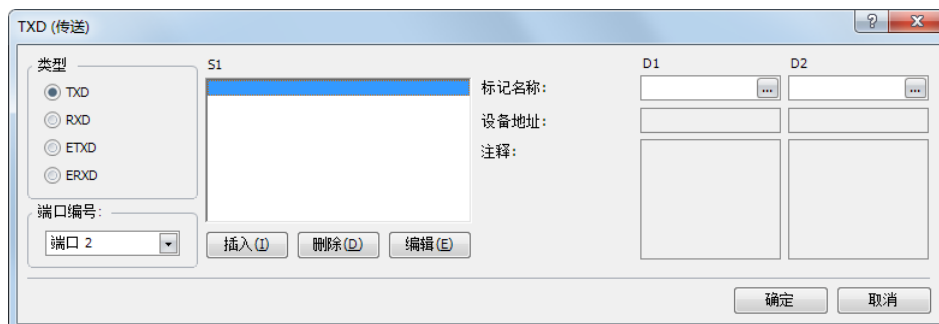 TXD (传送)
类型
TXD
RXD
ETXD
ERXD
端口编号:
端口 2
S1
插入(I)
删除(D)
编辑(E)
D1 D2
标记名称: ... ...
设备地址:
注释:
确定 取消